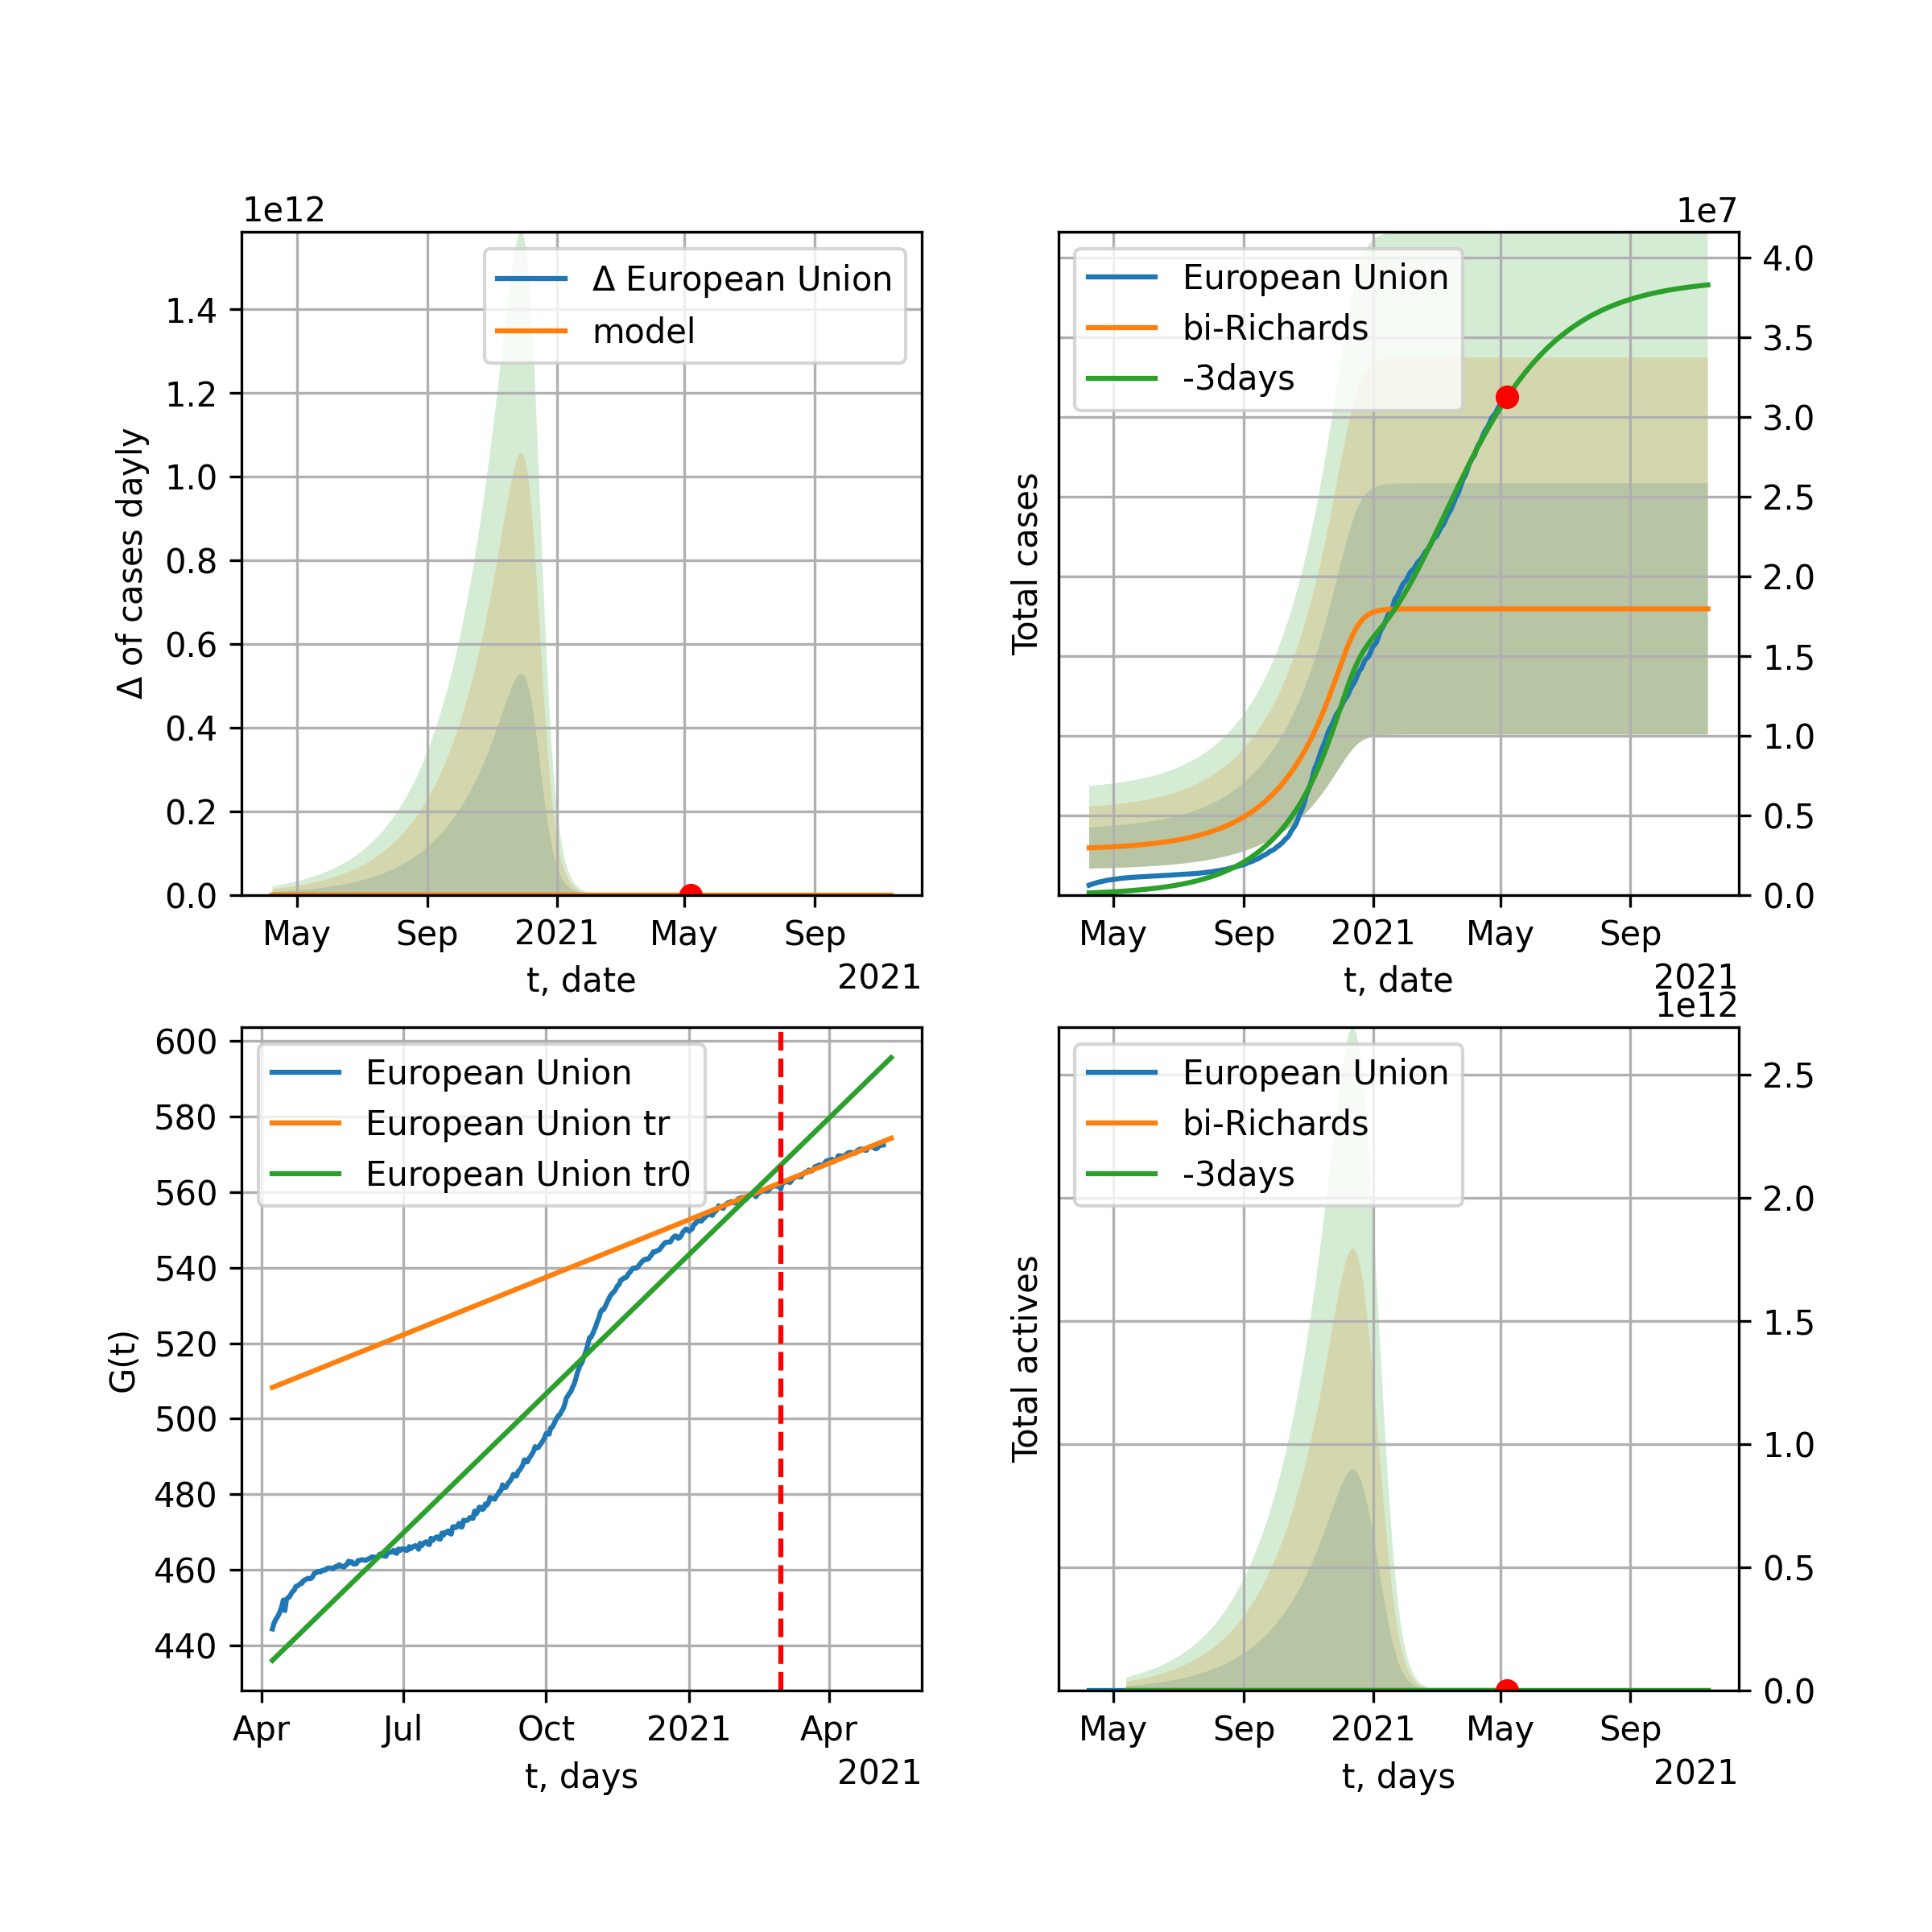 1e12
Δ European Union
model
1.4
1.2
1.0
0.8
0.6
0.4
0.2
0.0
Δ of cases dayly
May Sep 2021 May Sep
t, date
2021
1e7
European Union
bi-Richards
-3days
4.0
3.5
3.0
2.5
2.0
1.5
1.0
0.5
0.0
Total cases
May Sep 2021 May Sep
t, date
2021
European Union
European Union tr
European Union tr0
600
580
560
540
520
500
480
460
440
G(t)
Apr Jul Oct 2021 Apr
t, days
2021
1e12
European Union
bi-Richards
-3days
2.5
2.0
1.5
1.0
0.5
0.0
Total actives
May Sep 2021 May Sep
t, days
2021